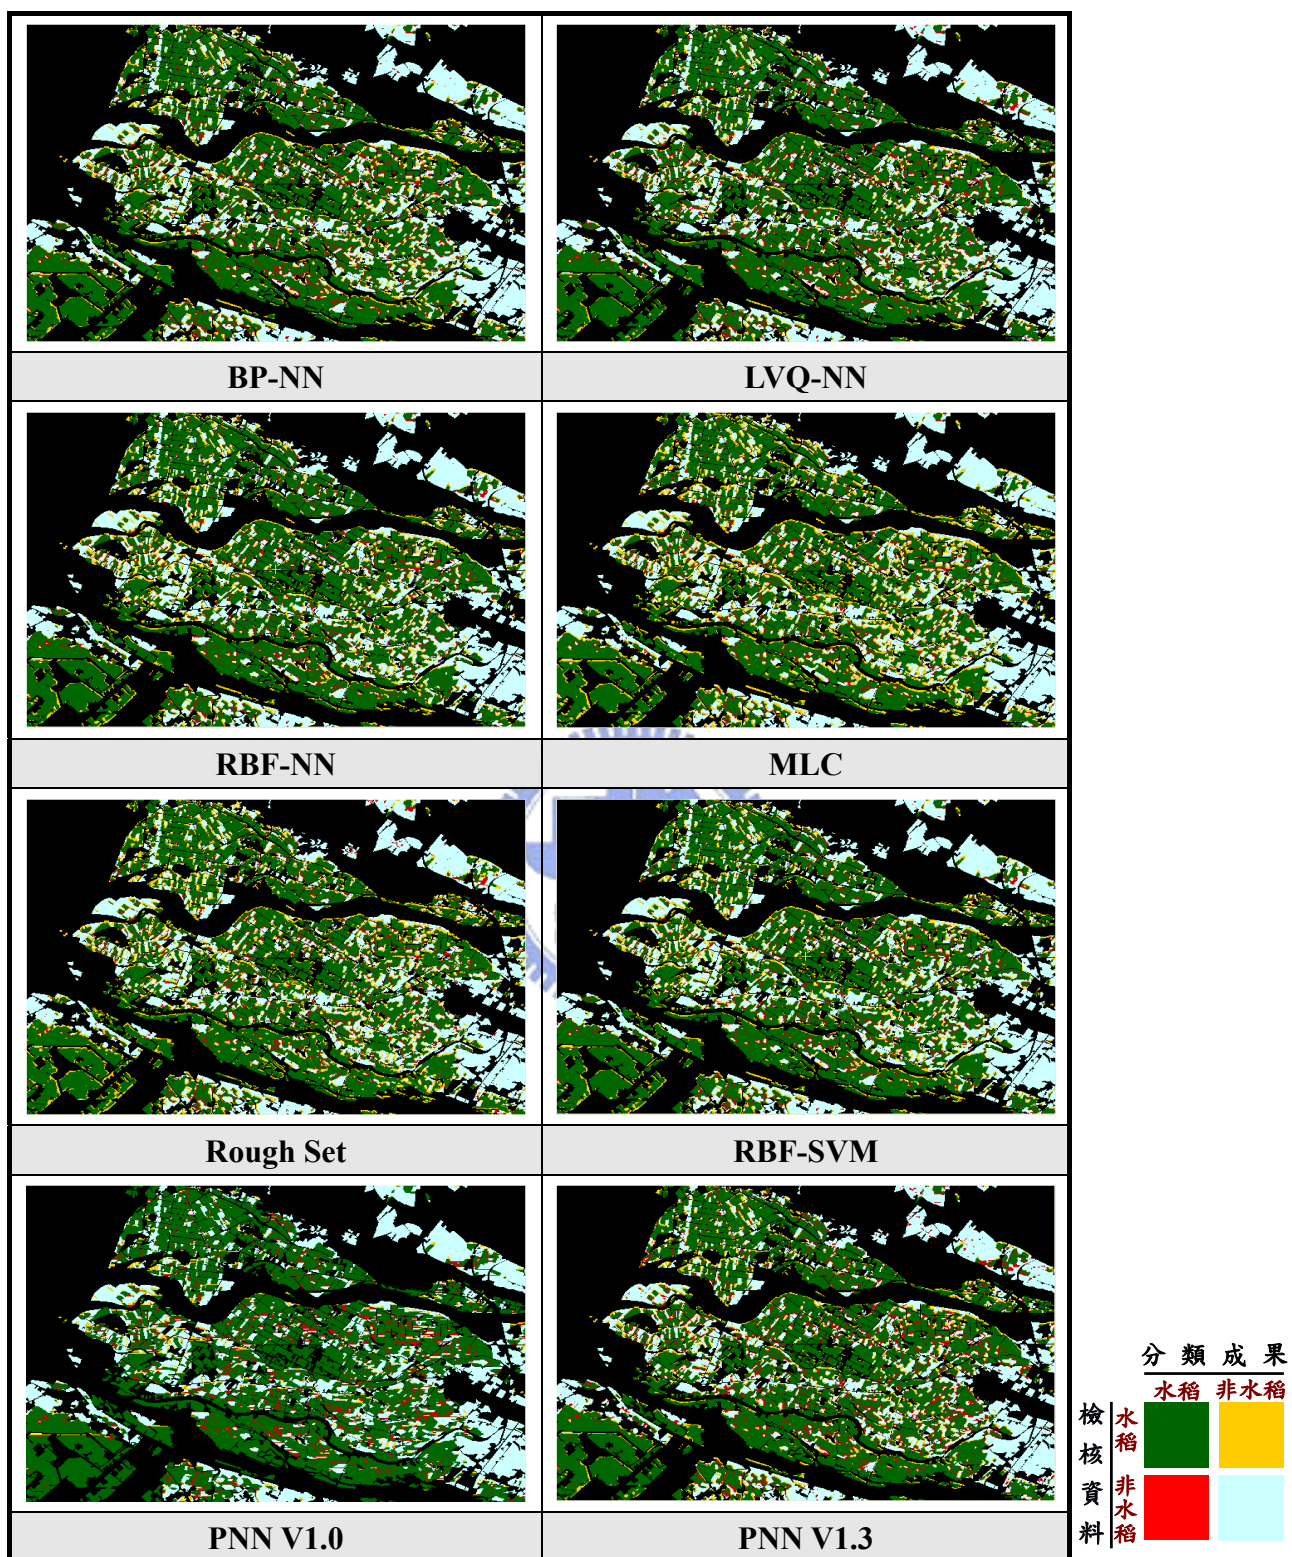 BP-NN
LVQ-NN
RBF-NN
MLC
Rough Set
RBF-SVM
PNN V1.0
PNN V1.3
分類成果
水稻 非水稻
檢核資料
水稻
非水稻